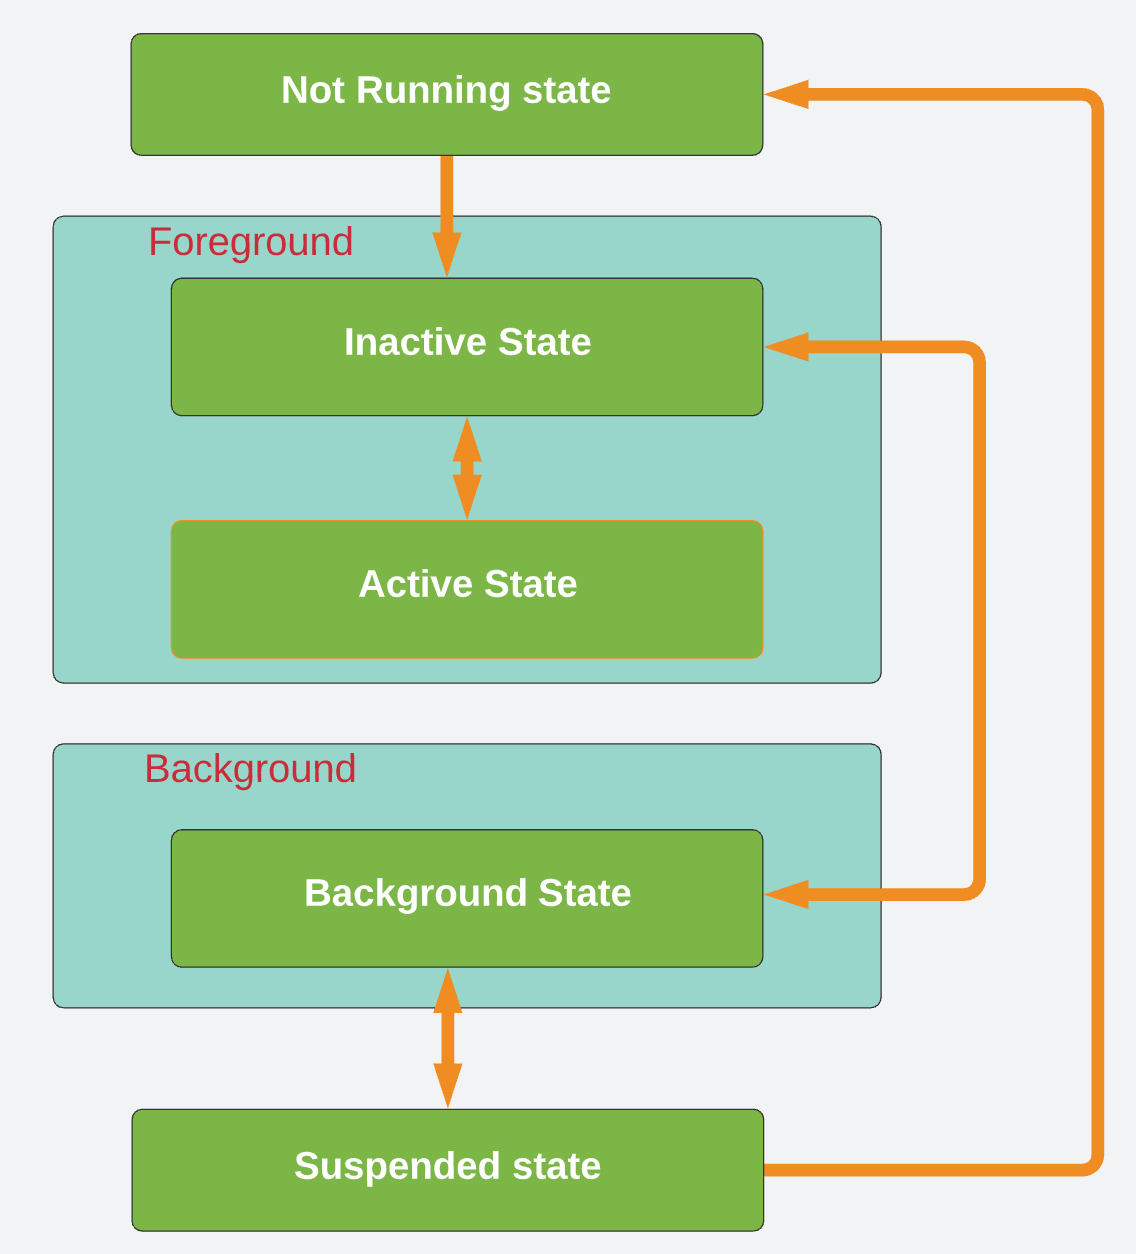 Not Running state
Foreground
Inactive State
Active State
Background
Background State
Suspended state